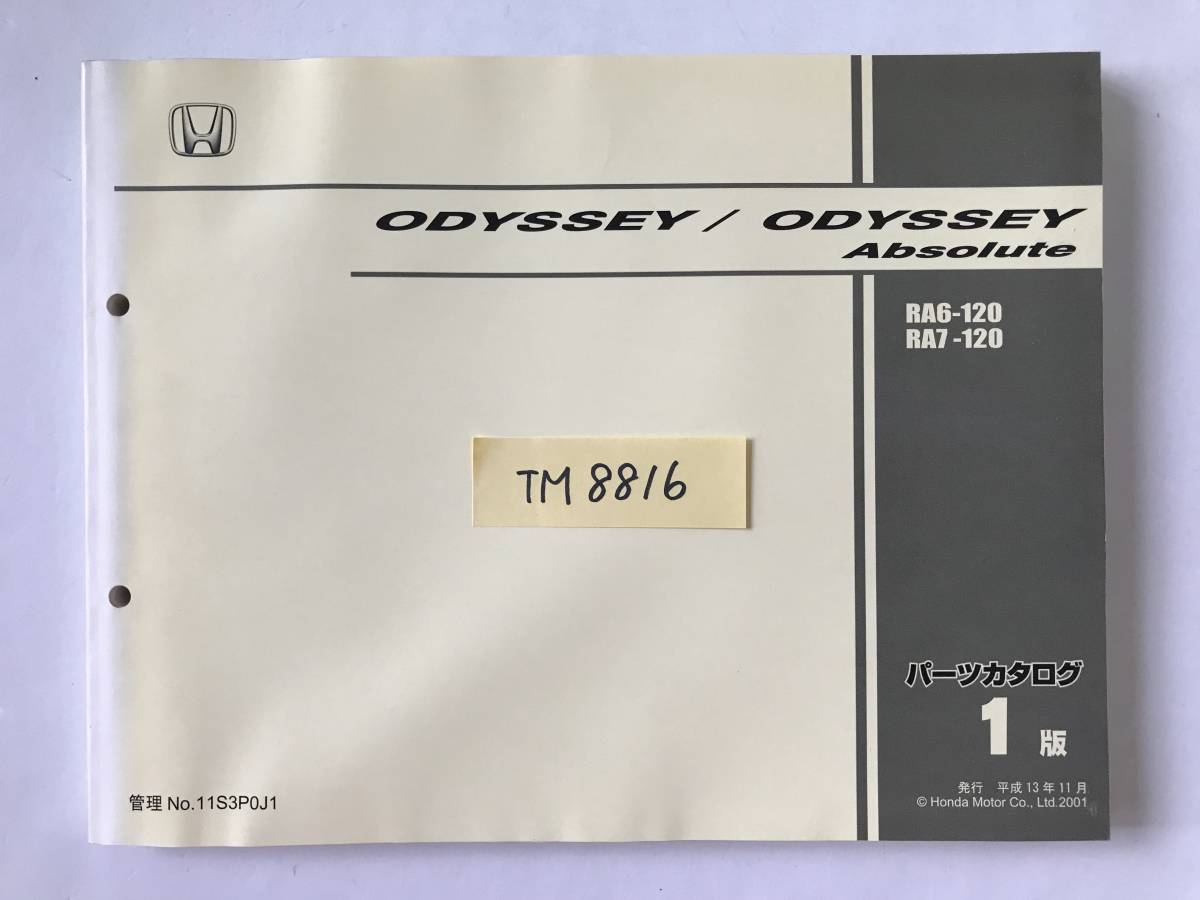 ODYSSEY / ODYSSEY
Absolute
RA6-120
RA7-120
TM 8816
パーツカタログ
1 版
発行 平成 13 年 11 月
© Honda Motor Co., Ltd.2001
管理 No.11S3P0J1